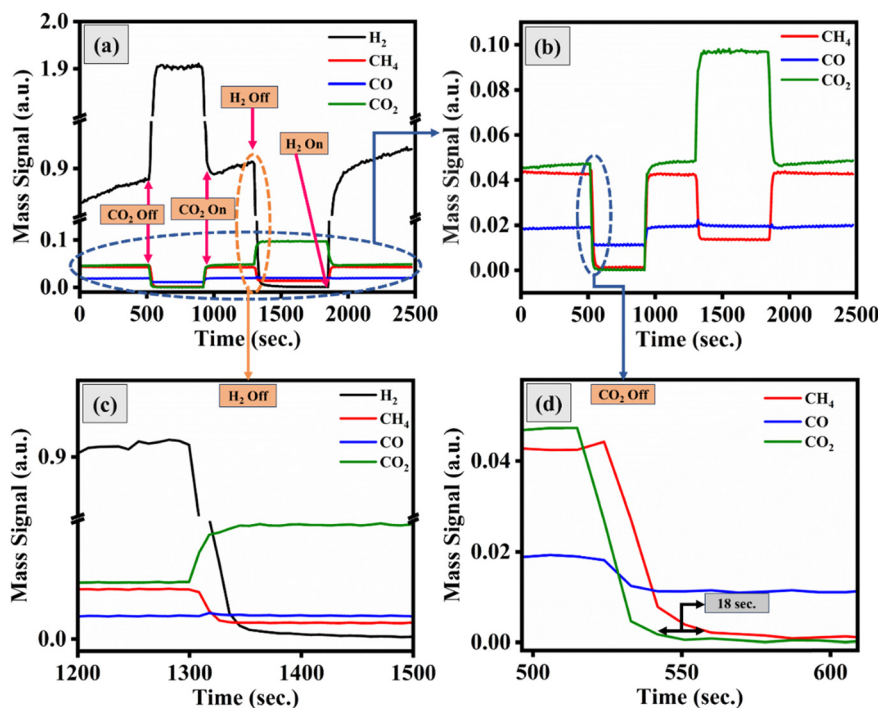 (a)
H₂
CH₄
CO
CO₂
H₂ Off
H₂ On
CO₂ Off
CO₂ On
2.0
1.9
0.9
0.1
0.0
Mass Signal (a.u.)
0 500 1000 1500 2000 2500
Time (sec.)
(b)
CH₄
CO
CO₂
0.10
0.08
0.06
0.04
0.02
0.00
Mass Signal (a.u.)
0 500 1000 1500 2000 2500
Time (sec.)
H₂ Off
(c)
H₂
CH₄
CO
CO₂
0.9
0.0
Mass Signal (a.u.)
1200 1300 1400 1500
Time (sec.)
CO₂ Off
(d)
CH₄
CO
CO₂
18 sec.
0.04
0.02
0.00
Mass Signal (a.u.)
500 550 600
Time (sec.)